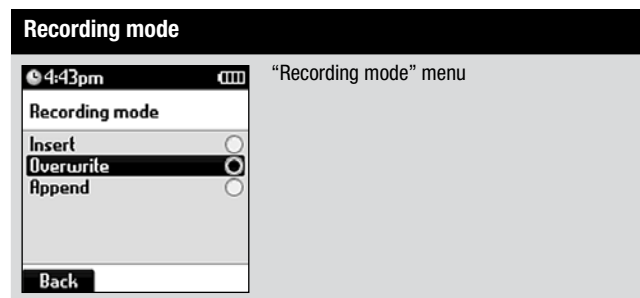 Recording mode
4:43pm
Recording mode
Insert
Overwrite
Append
Back
“Recording mode” menu